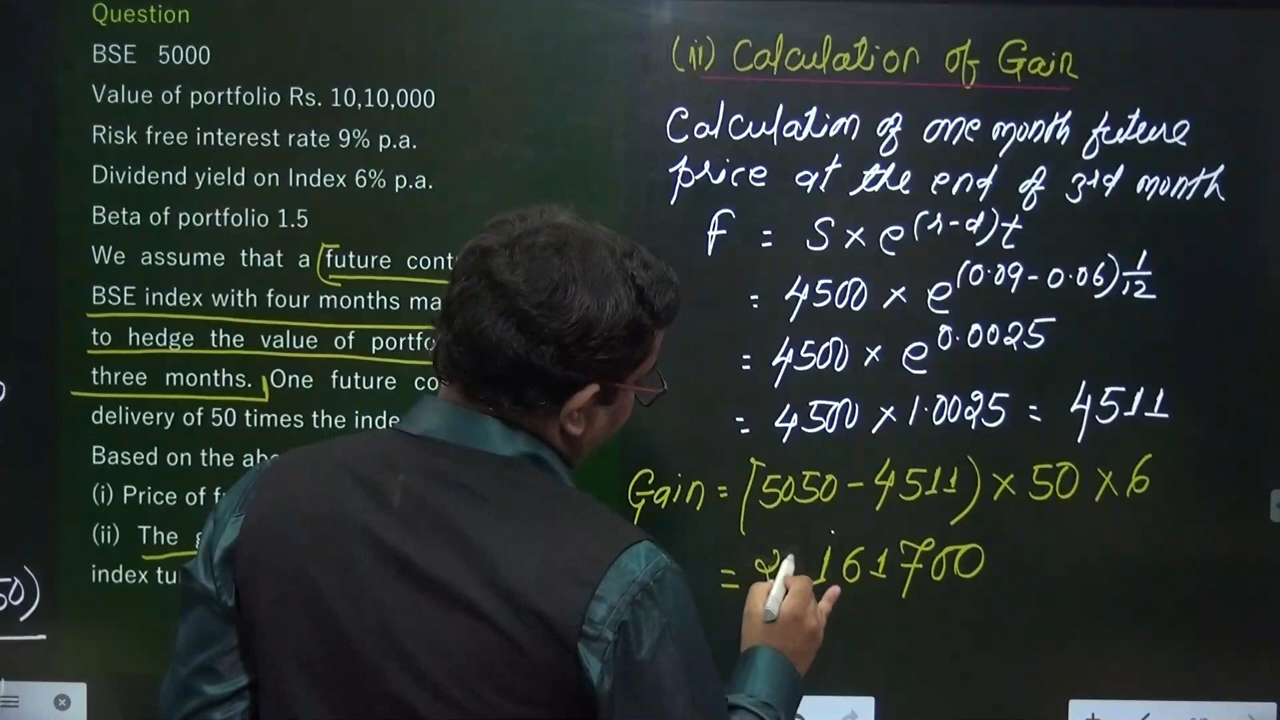 Question
BSE 5000
Value of portfolio Rs. 10,10,000
Risk free interest rate 9% p.a.
Dividend yield on Index 6% p.a.
Beta of portfolio 1.5
We assume that a future cont
BSE index with four months ma
to hedge the value of portfo
three months. One future co
delivery of 50 times the inde
Based on the ab
(i) Price of f
(ii) The g
index tu
50)
(ii) Calculation of Gain
Calculation of one month future
price at the end of 3rd month
F = S × e^(r-d)t
= 4500 × e^(0.09 - 0.06) 1/12
= 4500 × e^0.0025
= 4500 × 1.0025 = 4511
Gain = (5050 - 4511) × 50 × 6
= 161700